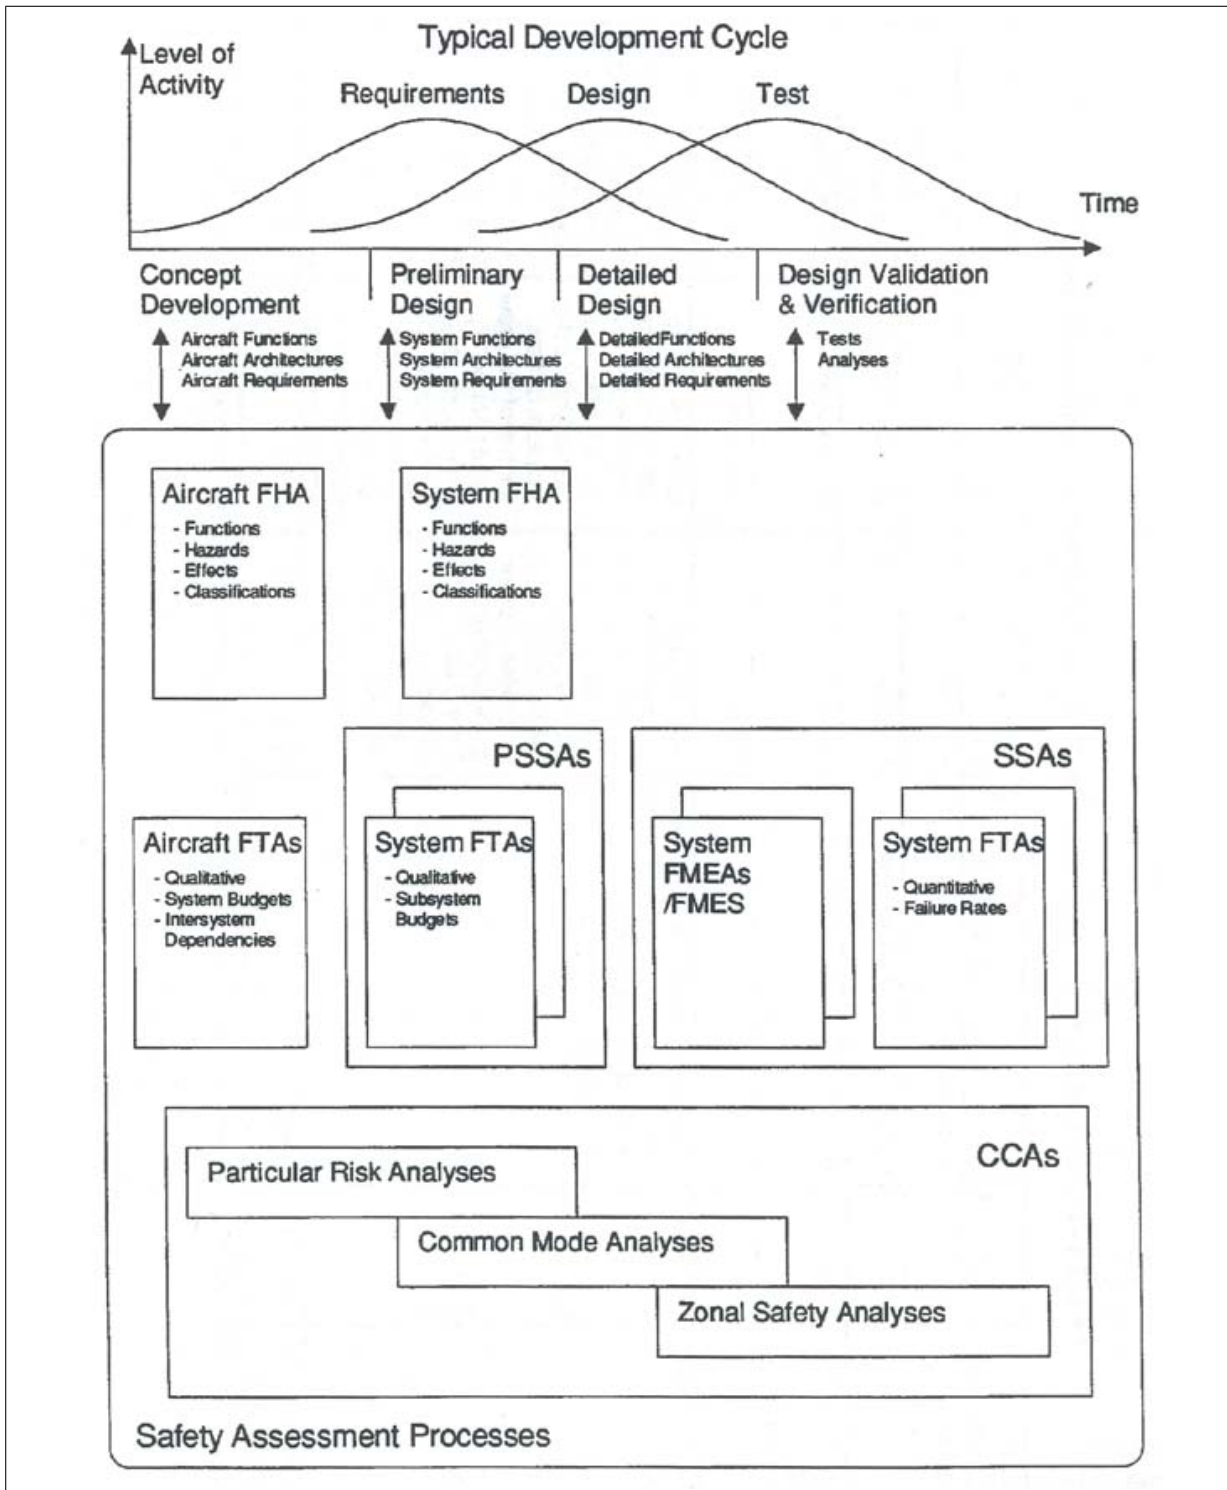 Typical Development Cycle
Level of
Activity
Requirements
Design
Test
Time
Concept
Development
Preliminary
Design
Detailed
Design
Design Validation
& Verification
Aircraft Functions
Aircraft Architectures
Aircraft Requirements
System Functions
System Architectures
System Requirements
DetailedFunctions
Detailed Architectures
Detailed Requirements
Tests
Analyses
Aircraft FHA
- Functions
- Hazards
- Effects
- Classifications
System FHA
- Functions
- Hazards
- Effects
- Classifications
PSSAs
SSAs
Aircraft FTAs
- Qualitative
- System Budgets
- Intersystem
Dependencies
System FTAs
- Qualitative
- Subsystem
Budgets
System
FMEAs
/FMES
System FTAs
- Quantitative
- Failure Rates
CCAs
Particular Risk Analyses
Common Mode Analyses
Zonal Safety Analyses
Safety Assessment Processes